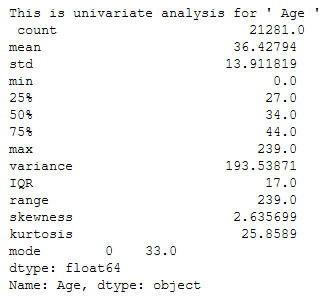 This is univariate analysis for ' Age '
count 21281.0
mean 36.42794
std 13.911819
min 0.0
25% 27.0
50% 34.0
75% 44.0
max 239.0
variance 193.53871
IQR 17.0
range 239.0
skewness 2.635699
kurtosis 25.8589
mode 0 33.0
dtype: float64
Name: Age, dtype: object